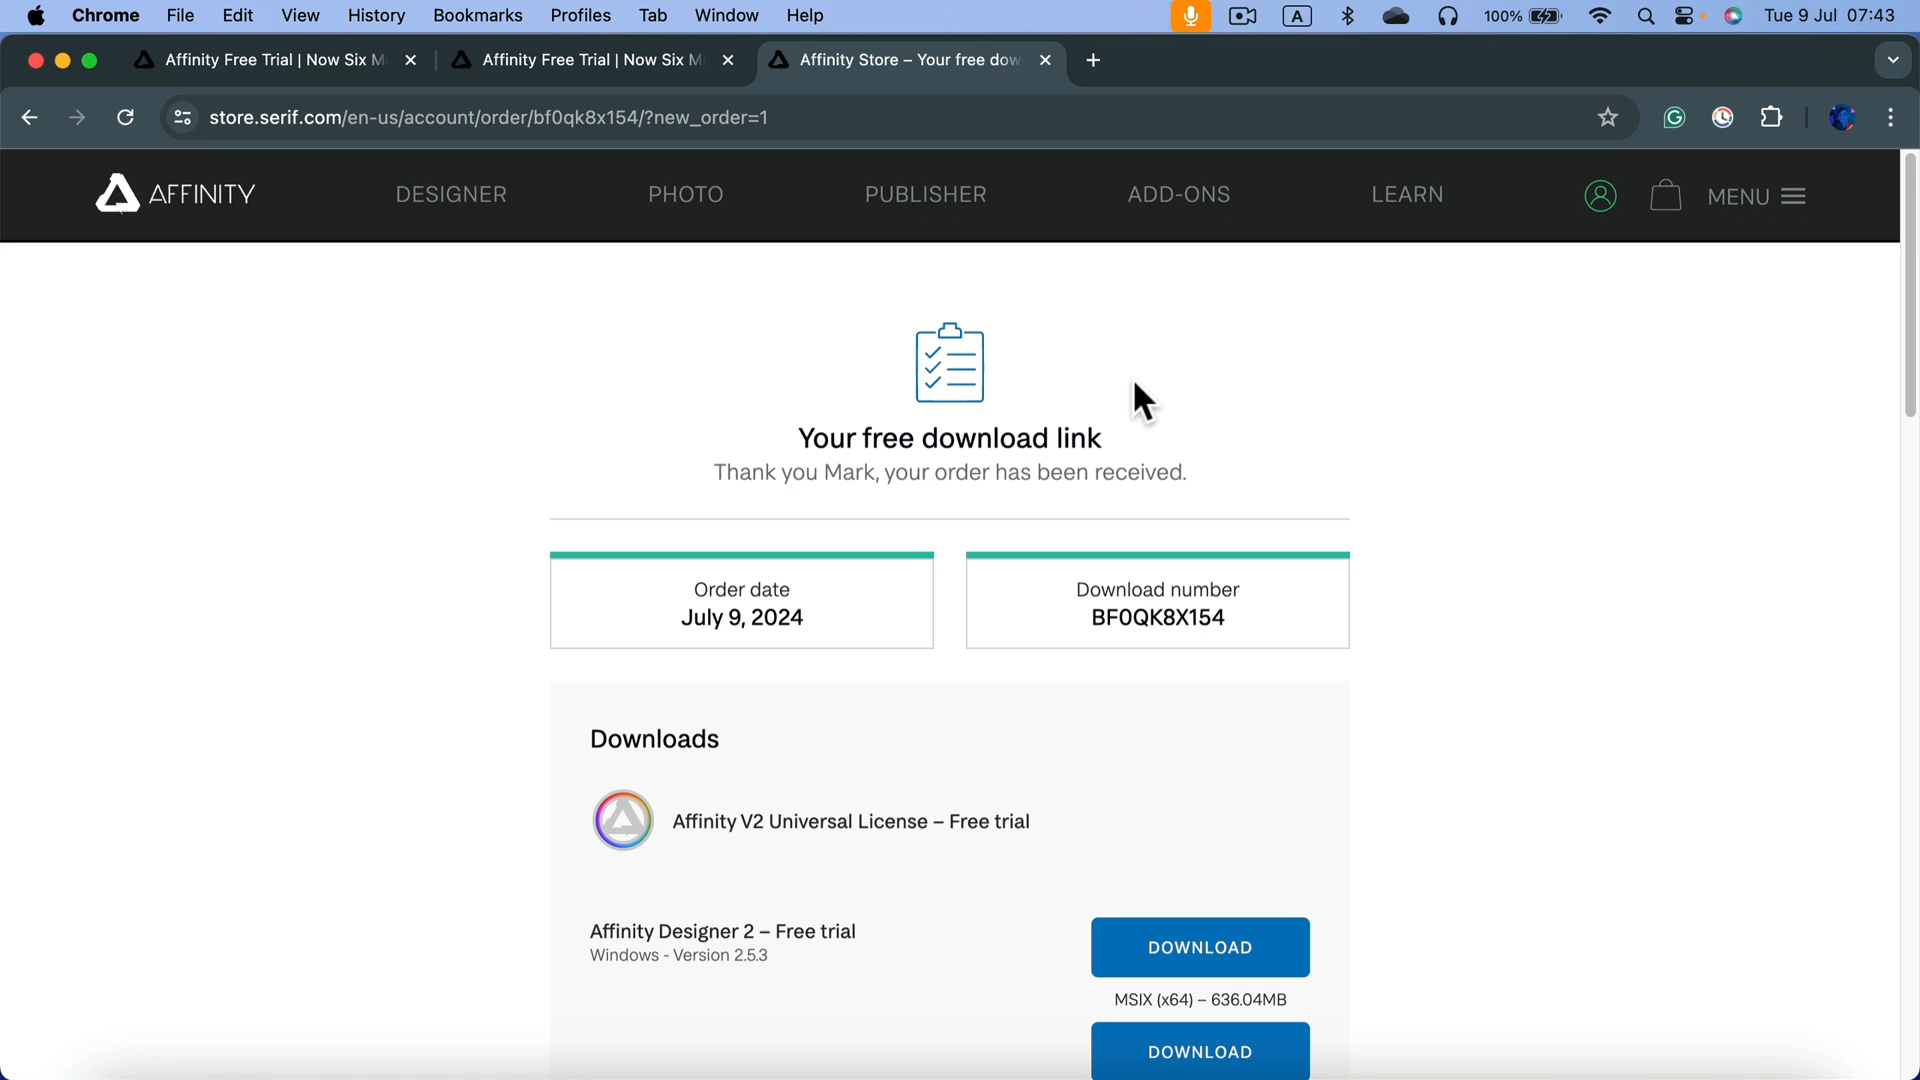 Chrome File Edit View History Bookmarks Profiles Tab Window Help A 100% Tue 9 Jul 07:43
Affinity Free Trial | Now Six M Affinity Free Trial | Now Six M Affinity Store – Your free dow
store.serif.com/en-us/account/order/bf0qk8x154/?new_order=1
AFFINITY DESIGNER PHOTO PUBLISHER ADD-ONS LEARN MENU
Your free download link
Thank you Mark, your order has been received.
Order date
July 9, 2024
Download number
BF0QK8X154
Downloads
Affinity V2 Universal License – Free trial
Affinity Designer 2 – Free trial
Windows - Version 2.5.3
DOWNLOAD
MSIX (x64) – 636.04MB
DOWNLOAD